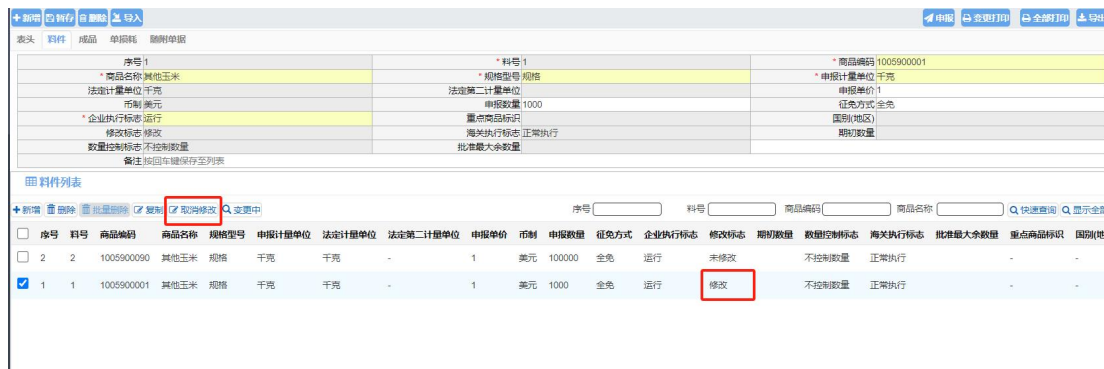 新增 暂存 删除 导入 申报 变更打印 全部打印 导出
表头 料件 成品 单损耗 随附单据
序号 1 *料号 1 *商品编码 1005900001
*商品名称 其他玉米 *规格型号 规格 *申报计量单位 千克
法定计量单位 千克 法定第二计量单位 申报单价 1
币制 美元 申报数量 1000 征免方式 全免
*企业执行标志 运行 重点商品标识 国别(地区)
修改标志 修改 海关执行标志 正常执行 期初数量
数量控制标志 不控制数量 批准最大余数量
备注 按回车键保存至列表
料件列表
新增 删除 批量删除 复制 取消修改 变更中 序号 料号 商品编码 商品名称 快速查询 显示全部
序号 料号 商品编码 商品名称 规格型号 申报计量单位 法定计量单位 法定第二计量单位 申报单价 币制 申报数量 征免方式 企业执行标志 修改标志 期初数量 数量控制标志 海关执行标志 批准最大余数量 重点商品标识 国别(地
2 2 1005900090 其他玉米 规格 千克 千克 - 1 美元 100000 全免 运行 未修改 不控制数量 正常执行 - -
1 1 1005900001 其他玉米 规格 千克 千克 - 1 美元 1000 全免 运行 修改 不控制数量 正常执行 - -